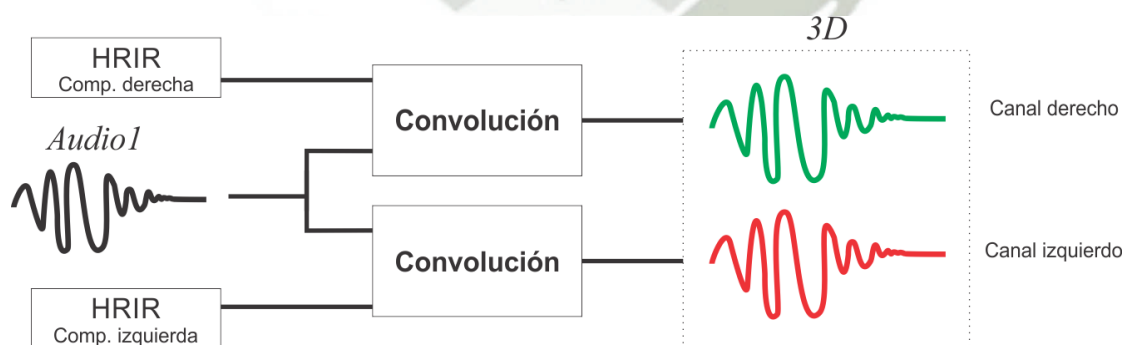 3D
HRIR
Comp. derecha
Convolución
Canal derecho
Audio1
Convolución
Canal izquierdo
HRIR
Comp. izquierda